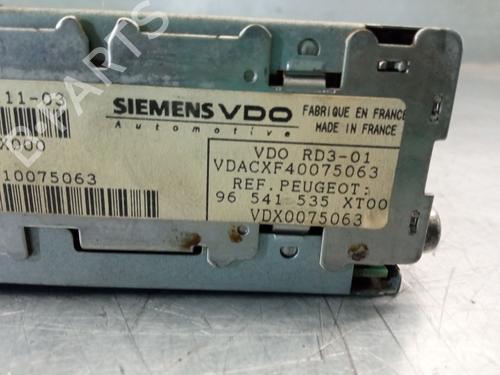 11-03
X000
10075063
SIEMENS VDO
Automotive
FABRIQUE EN FRANCE
MADE IN FRANCE
VDO RD3-01
VDACXF40075063
REF.PEUGEOT:
96 541 535 XT00
VDX0075063